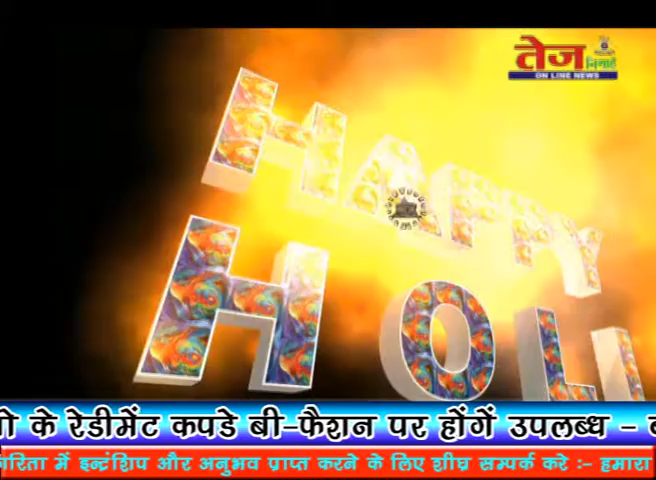 तेज
निगाहें
ON LINE NEWS
HAPPY
HOLI
के रेडीमेंट कपडे बी-फैशन पर होंगें उपलब्ध -
में इन्टंशिप और अनुभव प्राप्त करने के लिए शीघ्र सम्पर्क करे :- हमारा